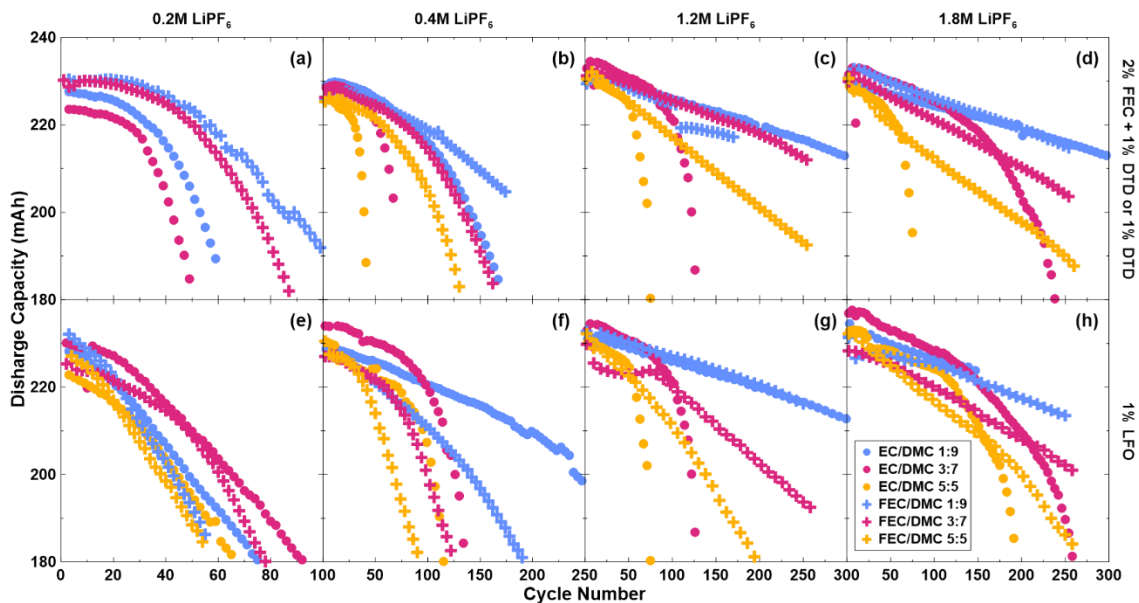 0.2M LiPF₆ 0.4M LiPF₆ 1.2M LiPF₆ 1.8M LiPF₆
240
220
200
180
220
200
180
(a) (b) (c) (d)
(e) (f) (g) (h)
Disharge Capacity (mAh)
2% FEC + 1% DTD or 1% DTD
1% LFO
EC/DMC 1:9
EC/DMC 3:7
EC/DMC 5:5
FEC/DMC 1:9
FEC/DMC 3:7
FEC/DMC 5:5
0 20 40 60 80 100 50 100 150 200 250 50 100 150 200 250 300 50 100 150 200 250 300
Cycle Number